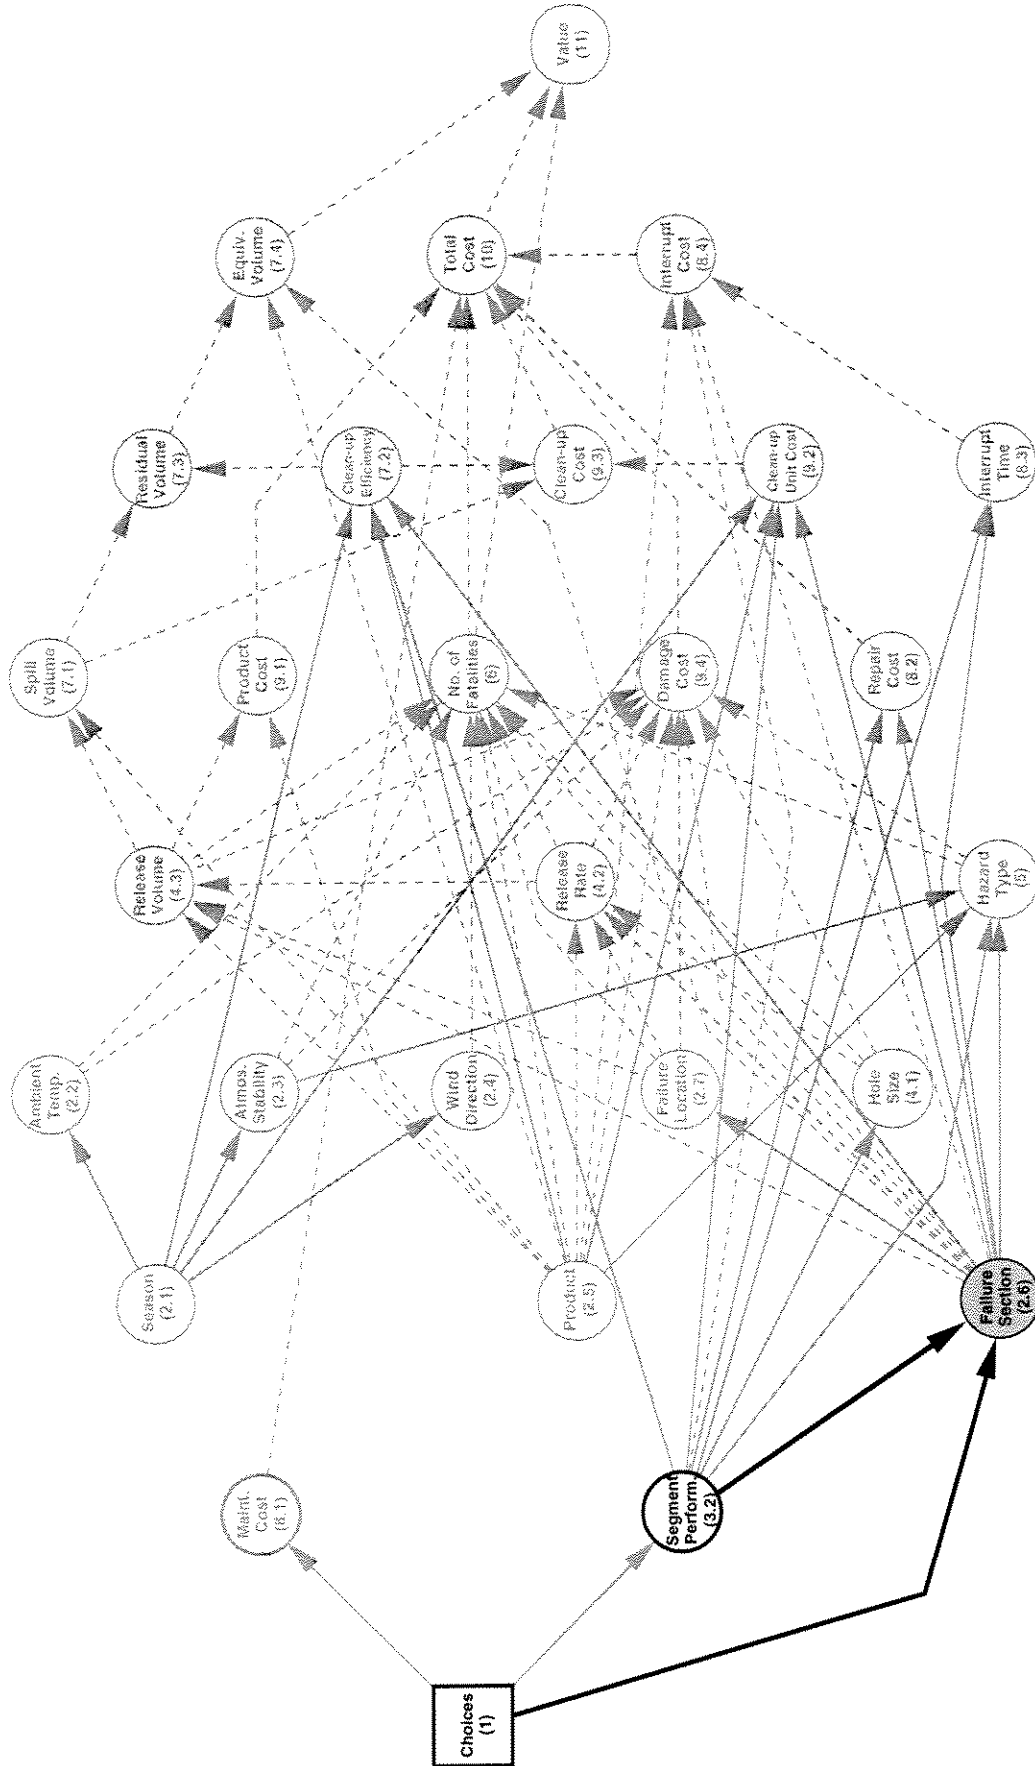 Choices
(1)
Maint.
Cost
(8.1)
Segment
Perform.
(3.2)
Season
(2.1)
Product
(2.5)
Failure
Section
(2.6)
Ambient
Temp.
(2.2)
Atmos.
Stability
(2.3)
Wind
Direction
(2.4)
Failure
Location
(2.7)
Hole
Size
(4.1)
Release
Volume
(4.3)
Release
Rate
(4.2)
Hazard
Type
(5)
Spill
Volume
(7.1)
Product
Cost
(9.1)
No. of
Fatalities
(6)
Damage
Cost
(9.4)
Repair
Cost
(8.2)
Residual
Volume
(7.3)
Clean-up
Efficiency
(7.2)
Clean-up
Cost
(9.3)
Clean-up
Unit Cost
(9.2)
Interrupt
Time
(8.3)
Equiv.
Volume
(7.4)
Total
Cost
(10)
Interrupt
Cost
(8.4)
Value
(11)